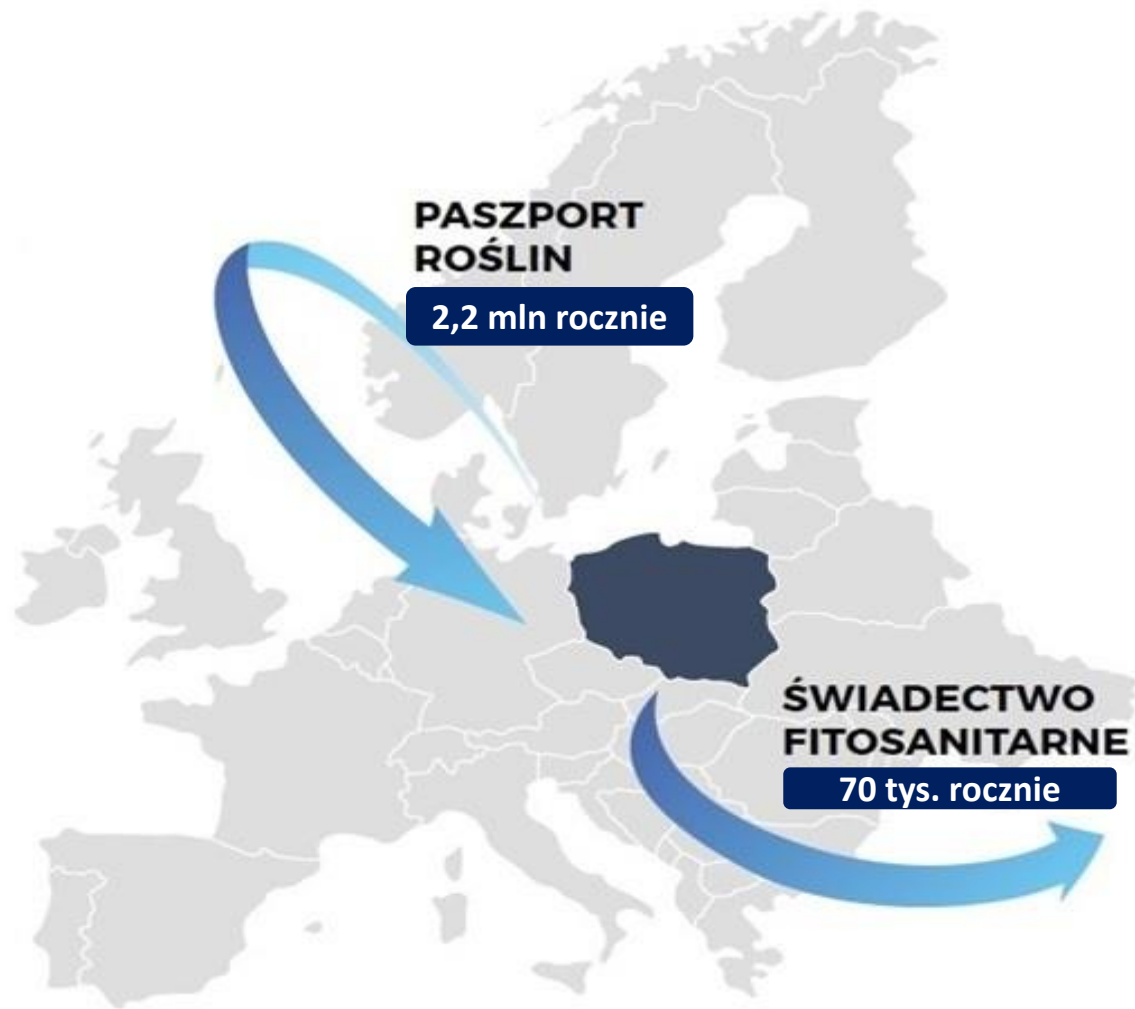 PASZPORT
ROŚLIN
2,2 mln rocznie
ŚWIADECTWO
FITOSANITARNE
70 tys. rocznie